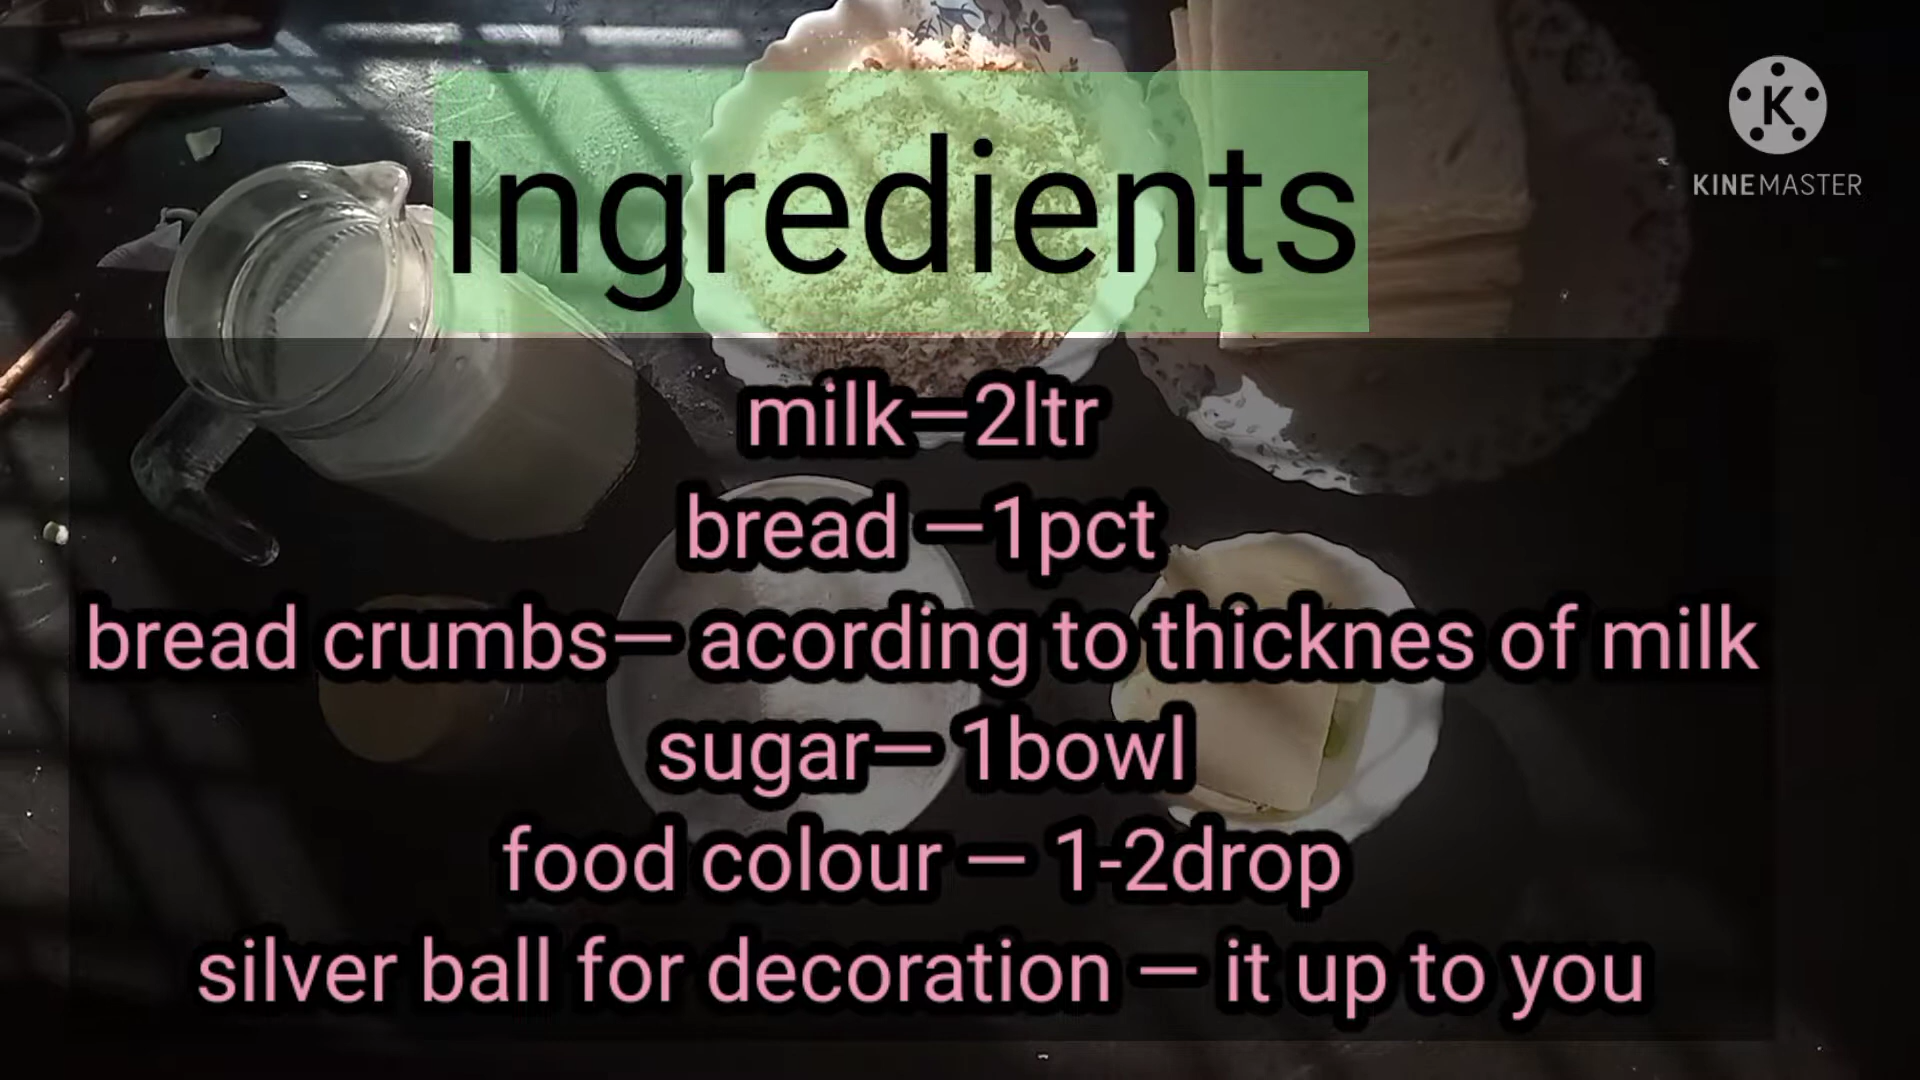 Ingredients
K
KINEMASTER
milk—2ltr
bread —1pct
bread crumbs— acording to thicknes of milk
sugar— 1bowl
food colour — 1-2drop
silver ball for decoration — it up to you